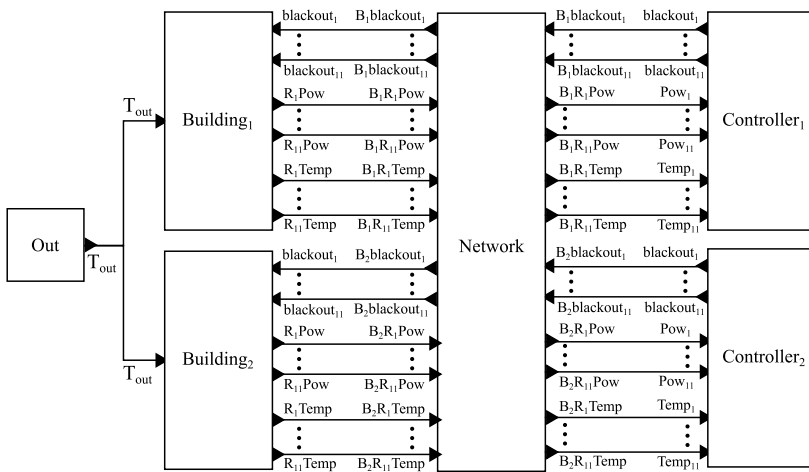 blackout₁ B₁blackout₁ B₁blackout₁ blackout₁
blackout₁₁ B₁blackout₁₁ B₁blackout₁₁ blackout₁₁
R₁Pow B₁R₁Pow B₁R₁Pow Pow₁
T_out Building₁ Controller₁
R₁₁Pow B₁R₁₁Pow B₁R₁₁Pow Pow₁₁
R₁Temp B₁R₁Temp B₁R₁Temp Temp₁
R₁₁Temp B₁R₁₁Temp B₁R₁₁Temp Temp₁₁
Out Network
T_out
blackout₁ B₂blackout₁ B₂blackout₁ blackout₁
blackout₁₁ B₂blackout₁₁ B₂blackout₁₁ blackout₁₁
R₁Pow B₂R₁Pow B₂R₁Pow Pow₁
Building₂ Controller₂
T_out
R₁₁Pow B₂R₁₁Pow B₂R₁₁Pow Pow₁₁
R₁Temp B₂R₁Temp B₂R₁Temp Temp₁
R₁₁Temp B₂R₁₁Temp B₂R₁₁Temp Temp₁₁